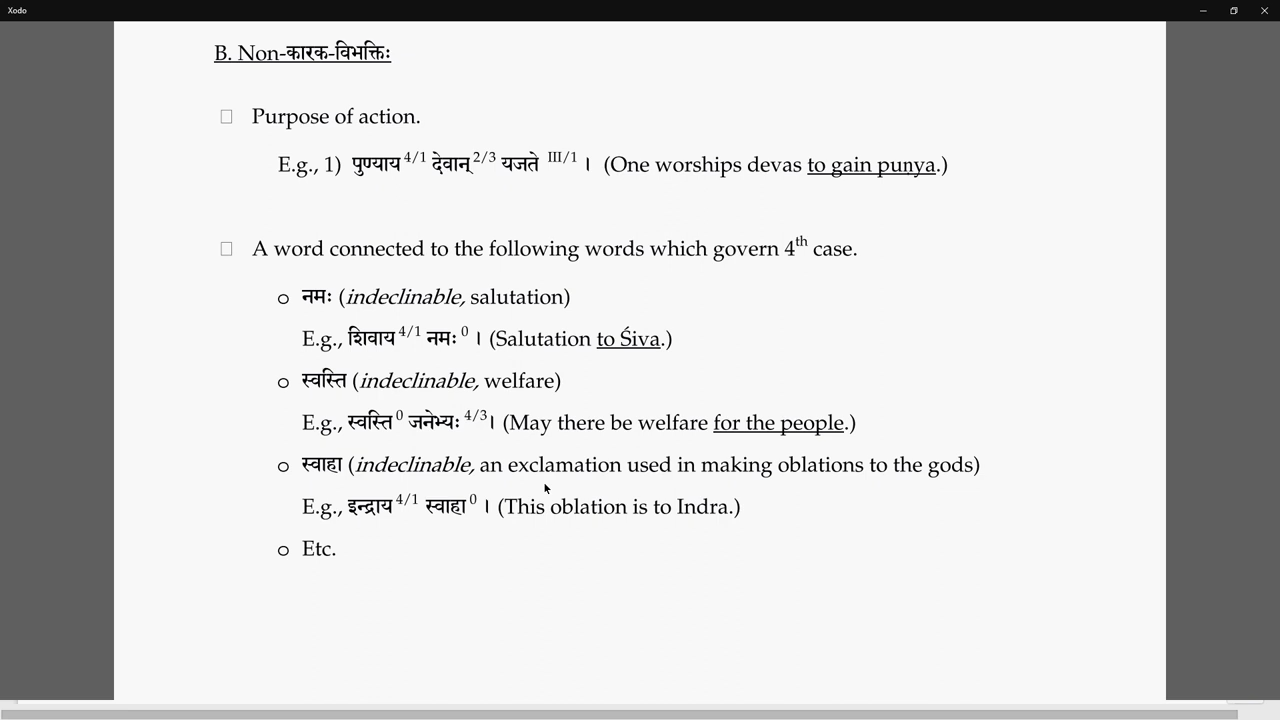 Xodo
B. Non-कारक-विभक्तिः
Purpose of action.
E.g., 1) पुण्याय 4/1 देवान् 2/3 यजते III/1 । (One worships devas to gain puṇya.)
A word connected to the following words which govern 4th case.
o नमः (indeclinable, salutation)
E.g., शिवाय 4/1 नमः 0 । (Salutation to Śiva.)
o स्वस्ति (indeclinable, welfare)
E.g., स्वस्ति 0 जनेभ्यः 4/3। (May there be welfare for the people.)
o स्वाहा (indeclinable, an exclamation used in making oblations to the gods)
E.g., इन्द्राय 4/1 स्वाहा 0 । (This oblation is to Indra.)
o Etc.